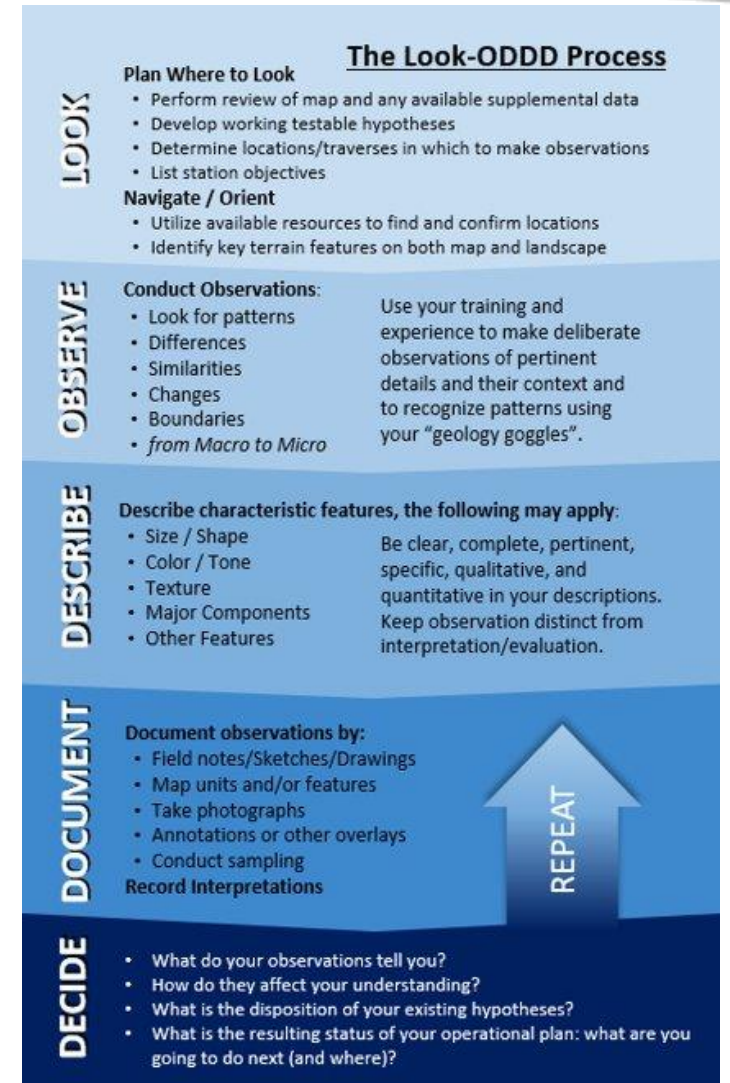 The Look-ODDD Process
LOOK
Plan Where to Look
• Perform review of map and any available supplemental data
• Develop working testable hypotheses
• Determine locations/traverses in which to make observations
• List station objectives
Navigate / Orient
• Utilize available resources to find and confirm locations
• Identify key terrain features on both map and landscape
OBSERVE
Conduct Observations:
• Look for patterns
• Differences
• Similarities
• Changes
• Boundaries
• from Macro to Micro
Use your training and
experience to make deliberate
observations of pertinent
details and their context and
to recognize patterns using
your “geology goggles”.
DESCRIBE
Describe characteristic features, the following may apply:
• Size / Shape
• Color / Tone
• Texture
• Major Components
• Other Features
Be clear, complete, pertinent,
specific, qualitative, and
quantitative in your descriptions.
Keep observation distinct from
interpretation/evaluation.
DOCUMENT
Document observations by:
• Field notes/Sketches/Drawings
• Map units and/or features
• Take photographs
• Annotations or other overlays
• Conduct sampling
Record Interpretations
REPEAT
DECIDE
• What do your observations tell you?
• How do they affect your understanding?
• What is the disposition of your existing hypotheses?
• What is the resulting status of your operational plan: what are you
going to do next (and where)?